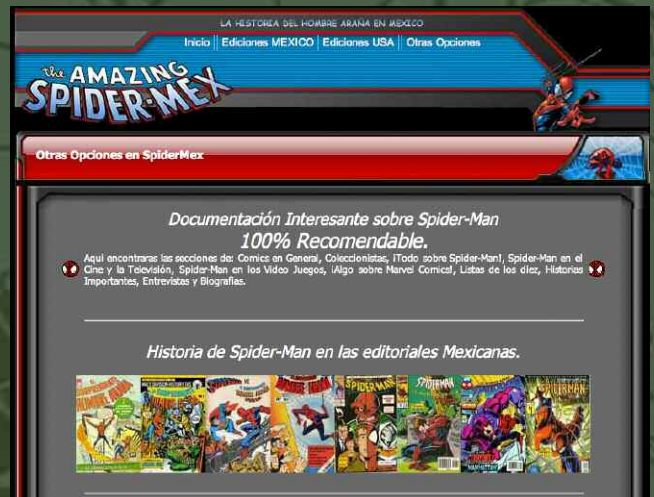 LA HISTORIA DEL HOMBRE ARAÑA EN MEXICO
Inicio || Ediciones MEXICO | Ediciones USA || Otras Opciones
the AMAZING
SPIDER-MEX
Otras Opciones en SpiderMex
Documentación Interesante sobre Spider-Man
100% Recomendable.
Aqui encontraras las secciones de: Comics en General, Coleccionistas, ¡Todo sobre Spider-Man!, Spider-Man en el
Cine y la Televisión, Spider-Man en los Video Juegos, ¡Algo sobre Marvel Comics!, Listas de los diez, Historias
Importantes, Entrevistas y Biografias.
Historia de Spider-Man en las editoriales Mexicanas.
SPIDERMAN
SPIDERMAN